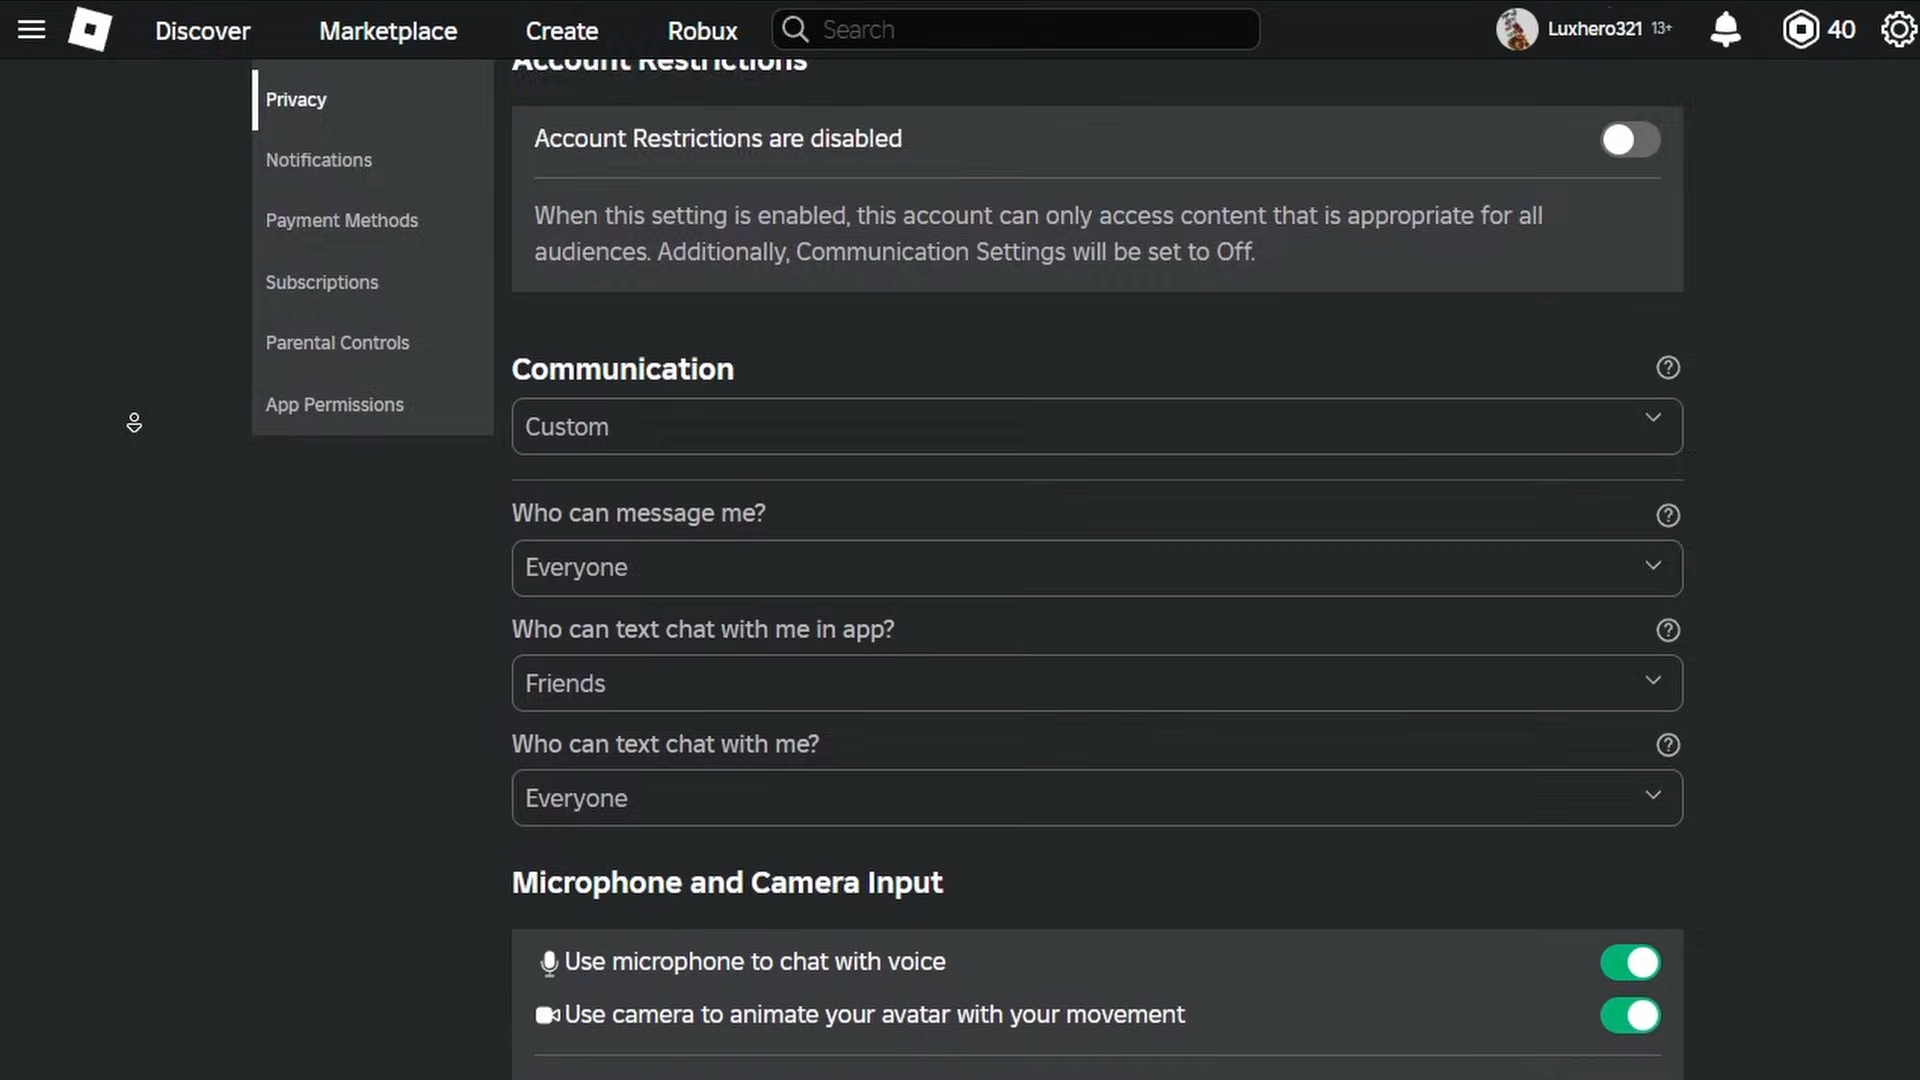 Discover
Marketplace
Create
Robux
Search
Luxhero321 13+
40
Privacy
Notifications
Payment Methods
Subscriptions
Parental Controls
App Permissions
Account Restrictions
Account Restrictions are disabled
When this setting is enabled, this account can only access content that is appropriate for all
audiences. Additionally, Communication Settings will be set to Off.
Communication
Custom
Who can message me?
Everyone
Who can text chat with me in app?
Friends
Who can text chat with me?
Everyone
Microphone and Camera Input
Use microphone to chat with voice
Use camera to animate your avatar with your movement